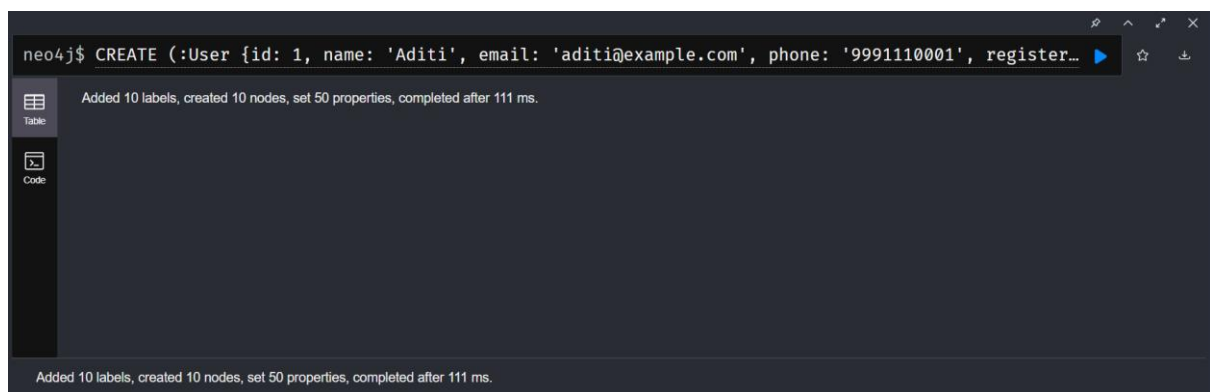 neo4j$ CREATE (:User {id: 1, name: 'Aditi', email: 'aditi@example.com', phone: '9991110001', register…
Table
Added 10 labels, created 10 nodes, set 50 properties, completed after 111 ms.
Code
Added 10 labels, created 10 nodes, set 50 properties, completed after 111 ms.